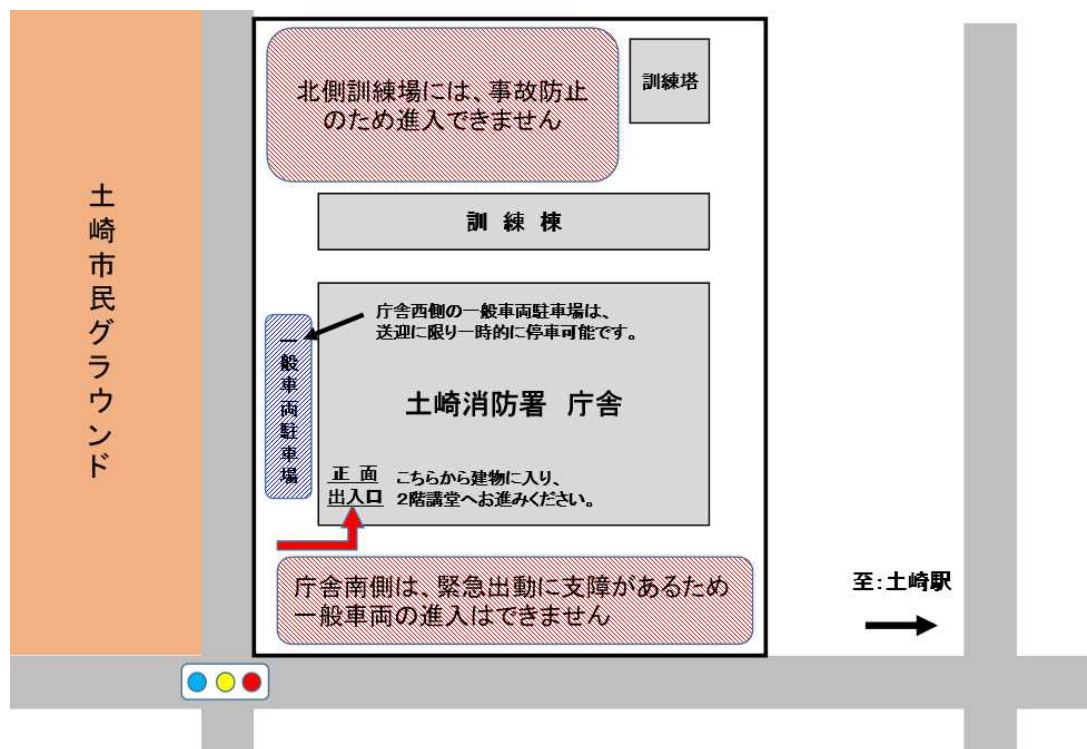 北側訓練場には、事故防止
のため進入できません
訓練塔
土崎市民グラウンド
訓練棟
庁舎西側の一般車両駐車場は、
送迎に限り一時的に停車可能です。
一般車両駐車場
土崎消防署 庁舎
正面
出入口
こちらから建物に入り、
2階講堂へお進みください。
庁舎南側は、緊急出動に支障があるため
一般車両の進入はできません
至:土崎駅